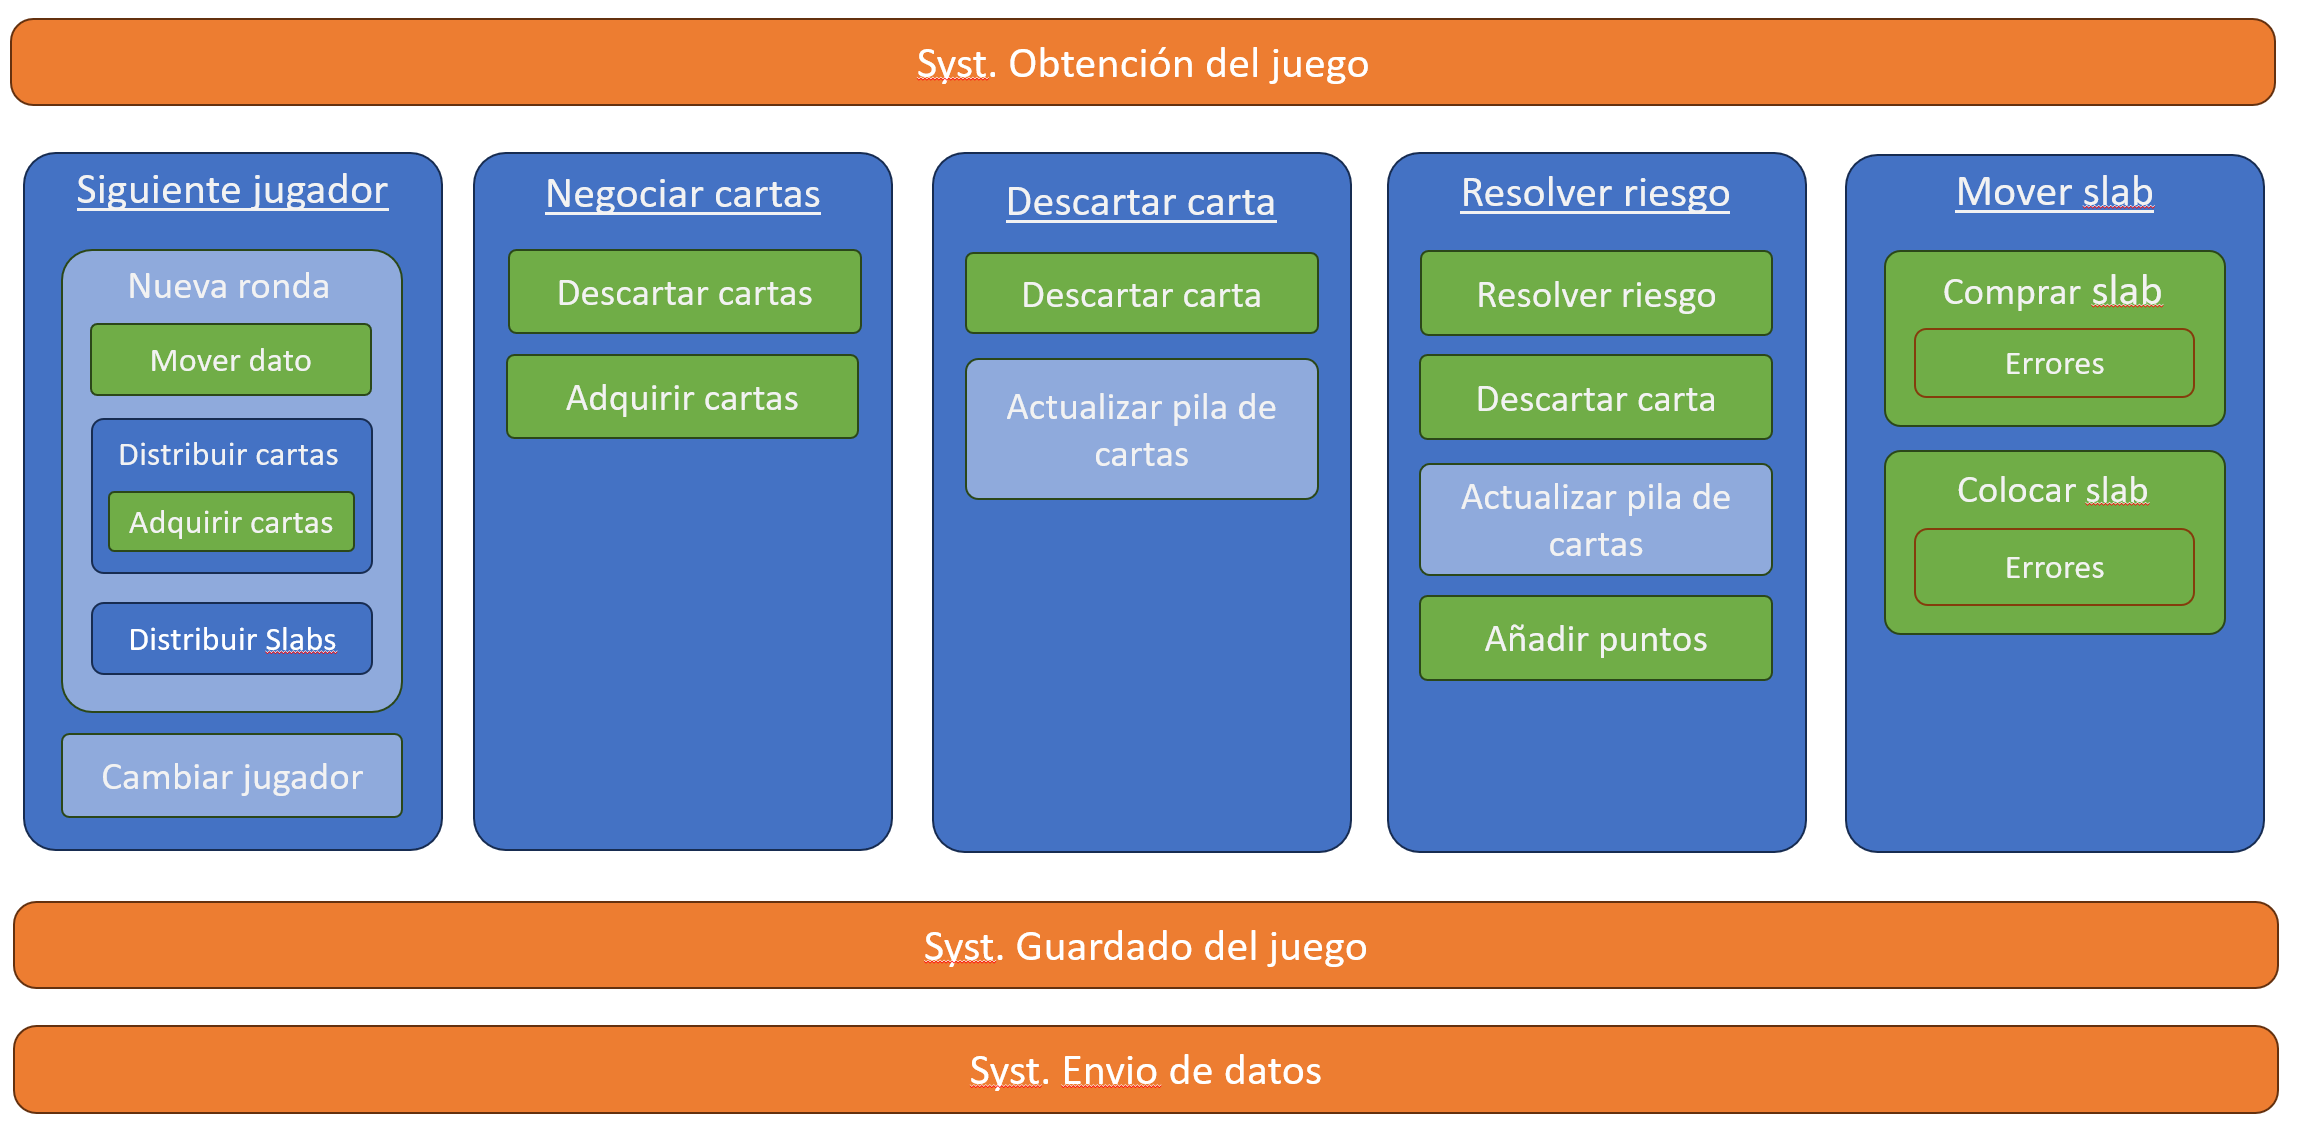 Syst. Obtención del juego
Siguiente jugador
Nueva ronda
Mover dato
Distribuir cartas
Adquirir cartas
Distribuir Slabs
Cambiar jugador
Negociar cartas
Descartar cartas
Adquirir cartas
Descartar carta
Descartar carta
Actualizar pila de
cartas
Resolver riesgo
Resolver riesgo
Descartar carta
Actualizar pila de
cartas
Añadir puntos
Mover slab
Comprar slab
Errores
Colocar slab
Errores
Syst. Guardado del juego
Syst. Envio de datos